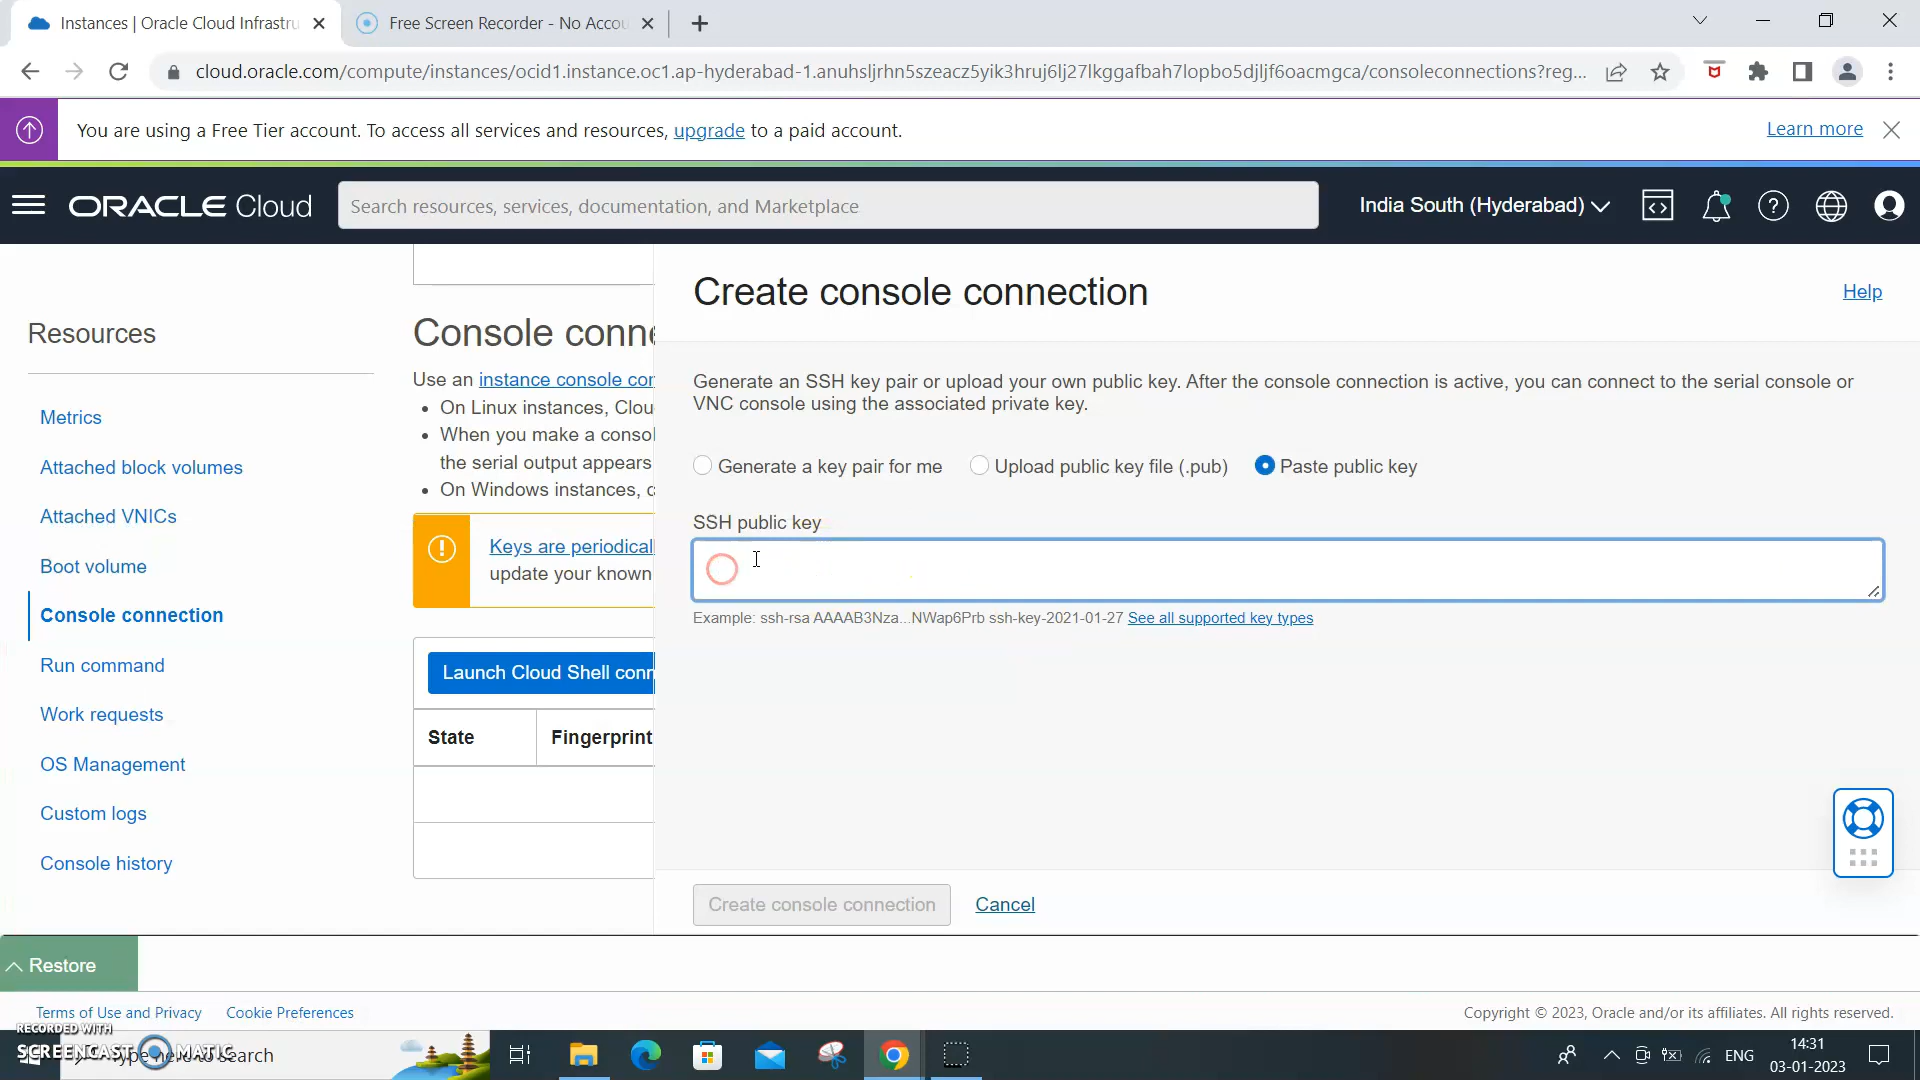 Instances | Oracle Cloud Infrastru
Free Screen Recorder - No Accou
cloud.oracle.com/compute/instances/ocid1.instance.oc1.ap-hyderabad-1.anuhsljrhn5szeacz5yik3hruj6lj27lkggafbah7lopbo5djljf6oacmgca/consoleconnections?reg...
You are using a Free Tier account. To access all services and resources, upgrade to a paid account.
Learn more
ORACLE Cloud
Search resources, services, documentation, and Marketplace
India South (Hyderabad)
Create console connection
Help
Resources
Console conne
Use an instance console con
On Linux instances, Clou
When you make a consol
the serial output appears
On Windows instances, c
Generate an SSH key pair or upload your own public key. After the console connection is active, you can connect to the serial console or
VNC console using the associated private key.
Metrics
Attached block volumes
Attached VNICs
Boot volume
Console connection
Run command
Work requests
OS Management
Custom logs
Console history
Generate a key pair for me
Upload public key file (.pub)
Paste public key
SSH public key
Keys are periodicall
update your known
Example: ssh-rsa AAAAB3Nza...NWap6Prb ssh-key-2021-01-27 See all supported key types
Launch Cloud Shell conn
State
Fingerprint
Create console connection
Cancel
Restore
Terms of Use and Privacy
Cookie Preferences
Copyright © 2023, Oracle and/or its affiliates. All rights reserved.
RECORDED WITH
SCREENCAST MATIC
Type here to search
ENG
14:31
03-01-2023